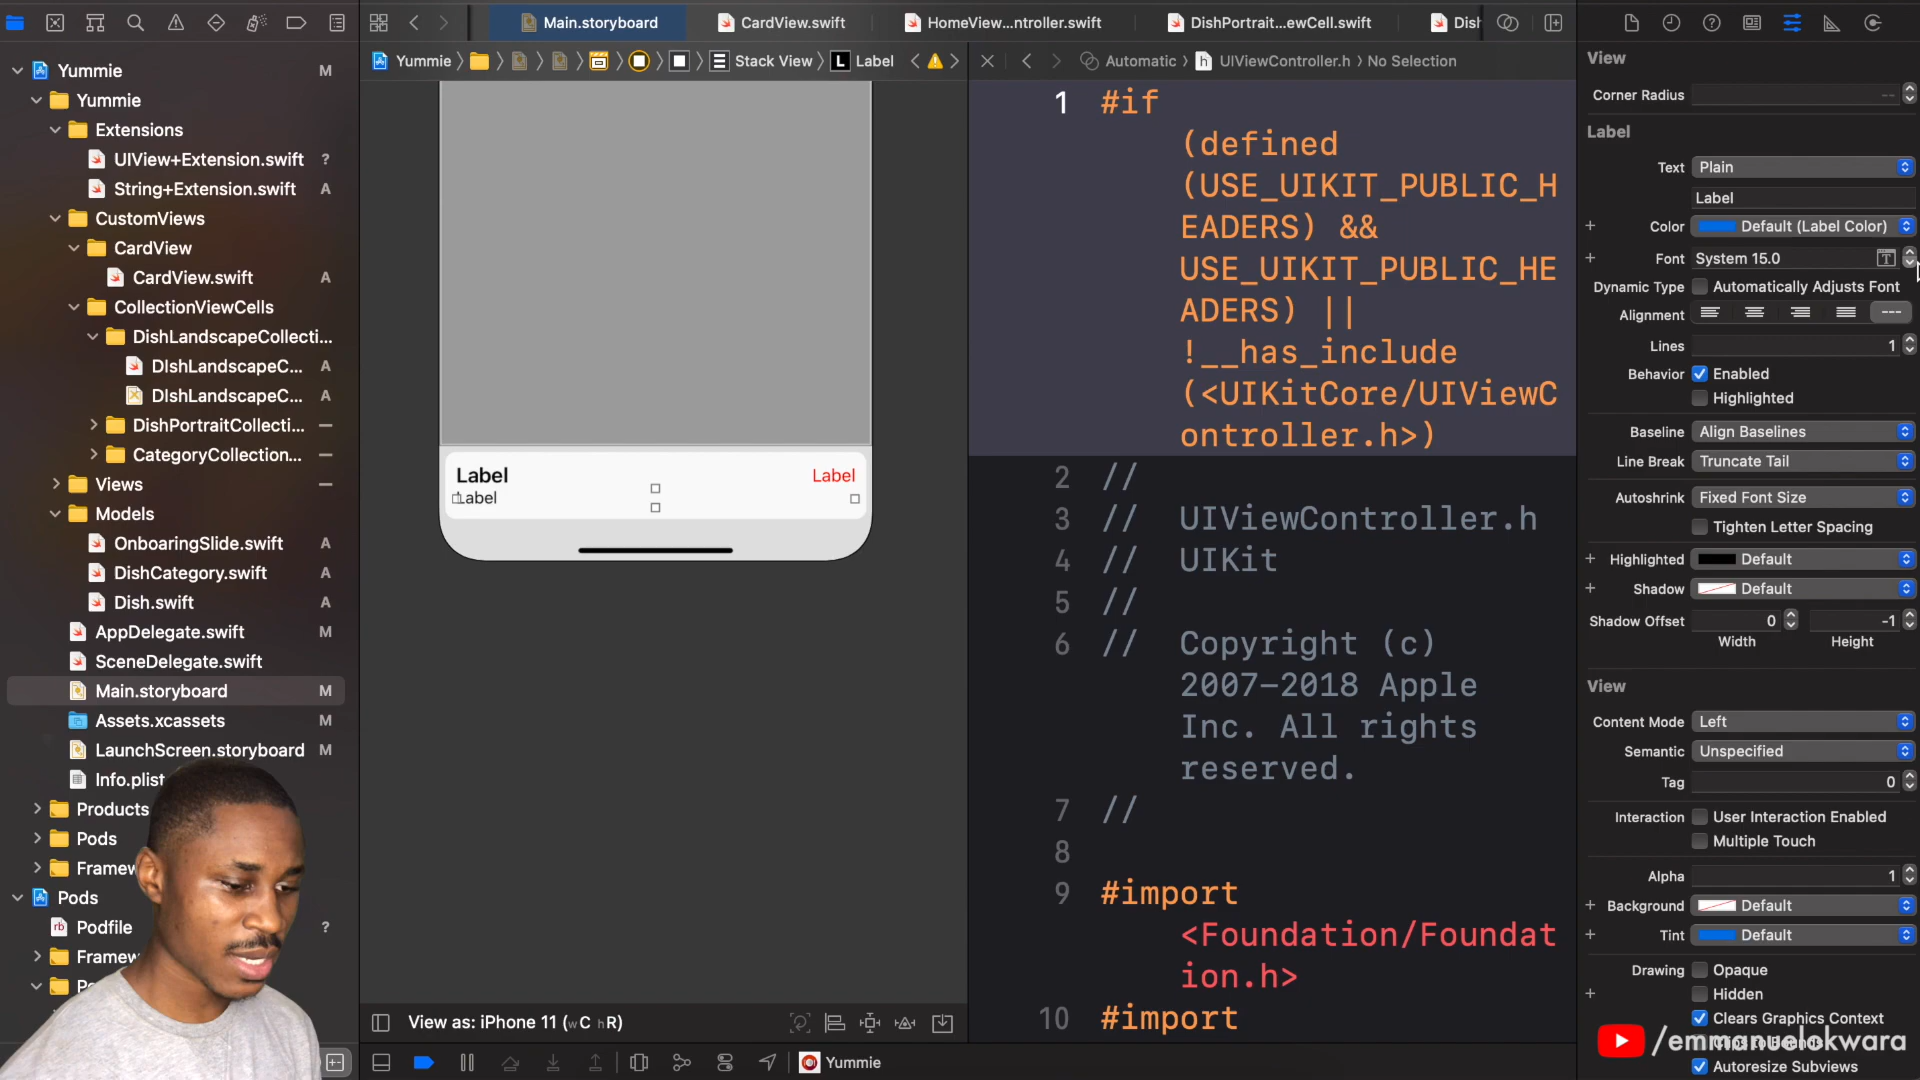 Main.storyboard
CardView.swift
HomeView...ntroller.swift
DishPortrait...ewCell.swift
Yummie M
Yummie
Extensions
UIView+Extension.swift ?
String+Extension.swift A
CustomViews
CardView
CardView.swift A
CollectionViewCells
DishLandscapeCollecti...
DIshLandscapeC... A
DIshLandscapeC... A
DishPortraitCollecti... —
CategoryCollection... —
Views —
Models
OnboaringSlide.swift A
DishCategory.swift A
Dish.swift A
AppDelegate.swift M
SceneDelegate.swift
Main.storyboard M
Assets.xcassets M
LaunchScreen.storyboard M
Info.plist
Products
Pods
Pods
Podfile ?
Yummie
Stack View
L Label
Label
Label
Label
View as: iPhone 11 (wC hR)
Yummie
Automatic
UIViewController.h
No Selection
1 #if
(defined
(USE_UIKIT_PUBLIC_H
EADERS) &&
USE_UIKIT_PUBLIC_HE
ADERS) ||
!__has_include
(<UIKitCore/UIViewC
ontroller.h>)
2 //
3 // UIViewController.h
4 // UIKit
5 //
6 // Copyright (c)
2007-2018 Apple
Inc. All rights
reserved.
7 //
8
9 #import
<Foundation/Foundat
ion.h>
10 #import
View
Corner Radius
Label
Text Plain
Label
Color Default (Label Color)
Font System 15.0
Dynamic Type Automatically Adjusts Font
Alignment
Lines 1
Behavior Enabled
Highlighted
Baseline Align Baselines
Line Break Truncate Tail
Autoshrink Fixed Font Size
Tighten Letter Spacing
Highlighted Default
Shadow Default
Shadow Offset 0 -1
Width Height
View
Content Mode Left
Semantic Unspecified
Tag 0
Interaction User Interaction Enabled
Multiple Touch
Alpha 1
Background Default
Tint Default
Drawing Opaque
Hidden
Clears Graphics Context
/emmanuelokwara
Autoresize Subviews